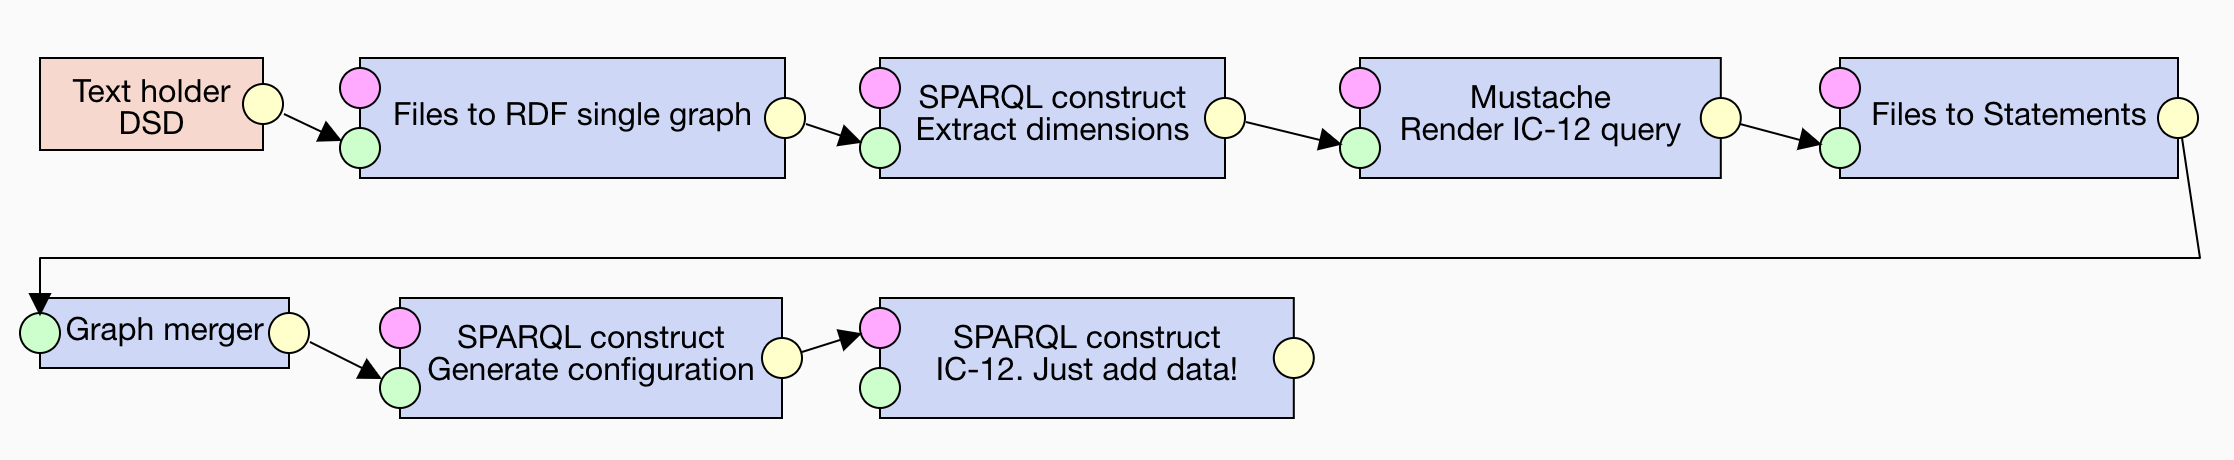 Text holder
DSD
Files to RDF single graph
SPARQL construct
Extract dimensions
Mustache
Render IC-12 query
Files to Statements
Graph merger
SPARQL construct
Generate configuration
SPARQL construct
IC-12. Just add data!